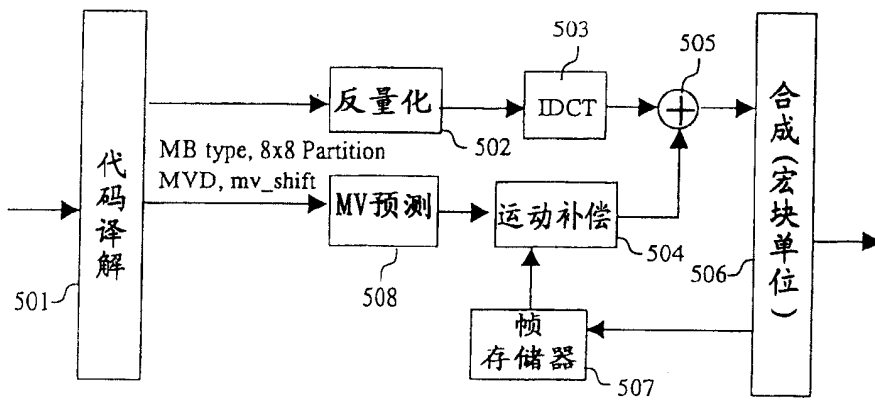 503
505
反量化
IDCT
502
MB type, 8x8 Partition
MVD, mv_shift
代码译解
MV预测
运动补偿
合成(宏块单位)
501
508
504
506
帧
存储器
507